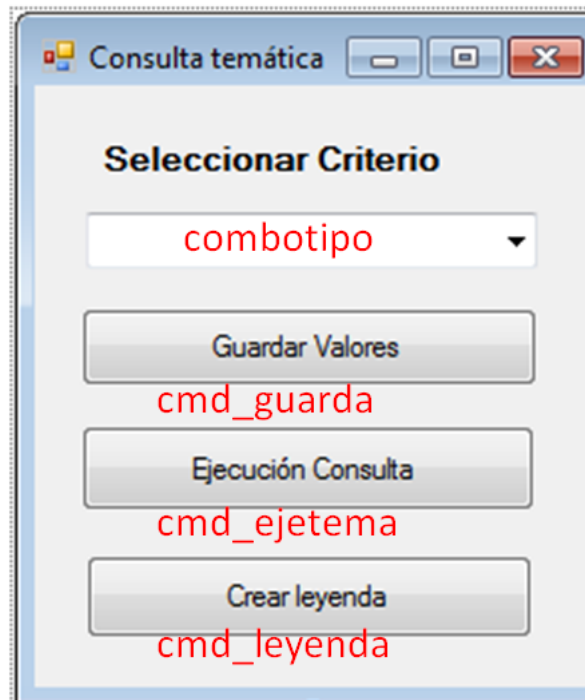 Consulta temática
Seleccionar Criterio
combotipo
Guardar Valores
cmd_guarda
Ejecución Consulta
cmd_ejetema
Crear leyenda
cmd_leyenda